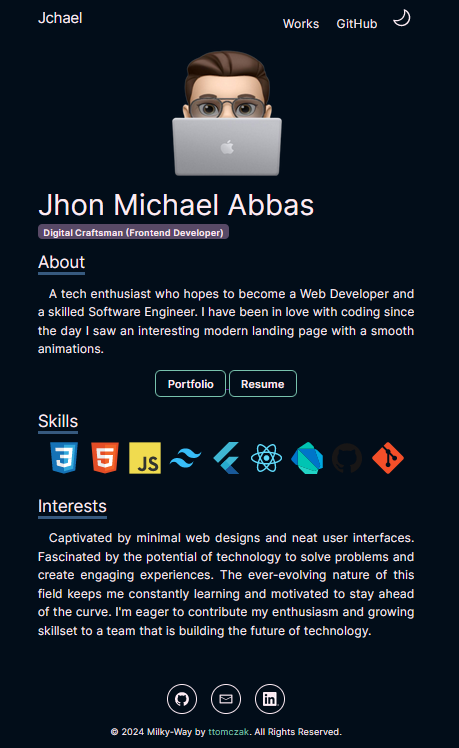 Jchael
Works GitHub
Jhon Michael Abbas
Digital Craftsman (Frontend Developer)
About
A tech enthusiast who hopes to become a Web Developer and
a skilled Software Engineer. I have been in love with coding since
the day I saw an interesting modern landing page with a smooth
animations.
Portfolio Resume
Skills
3 5 JS
Interests
Captivated by minimal web designs and neat user interfaces.
Fascinated by the potential of technology to solve problems and
create engaging experiences. The ever-evolving nature of this
field keeps me constantly learning and motivated to stay ahead
of the curve. I'm eager to contribute my enthusiasm and growing
skillset to a team that is building the future of technology.
in
© 2024 Milky-Way by ttomczak. All Rights Reserved.